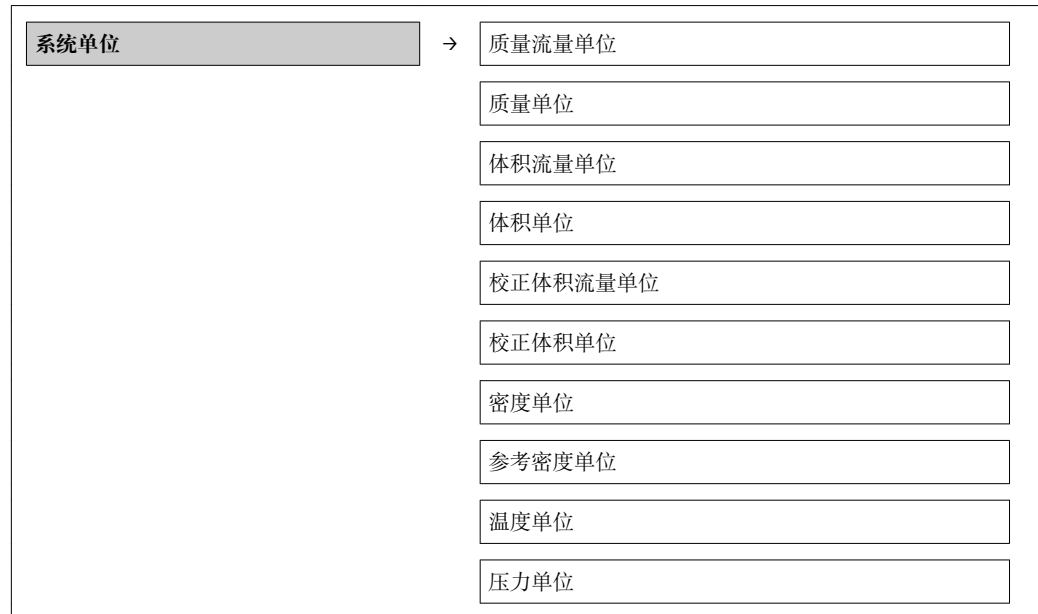 系统单位 → 质量流量单位
质量单位
体积流量单位
体积单位
校正体积流量单位
校正体积单位
密度单位
参考密度单位
温度单位
压力单位